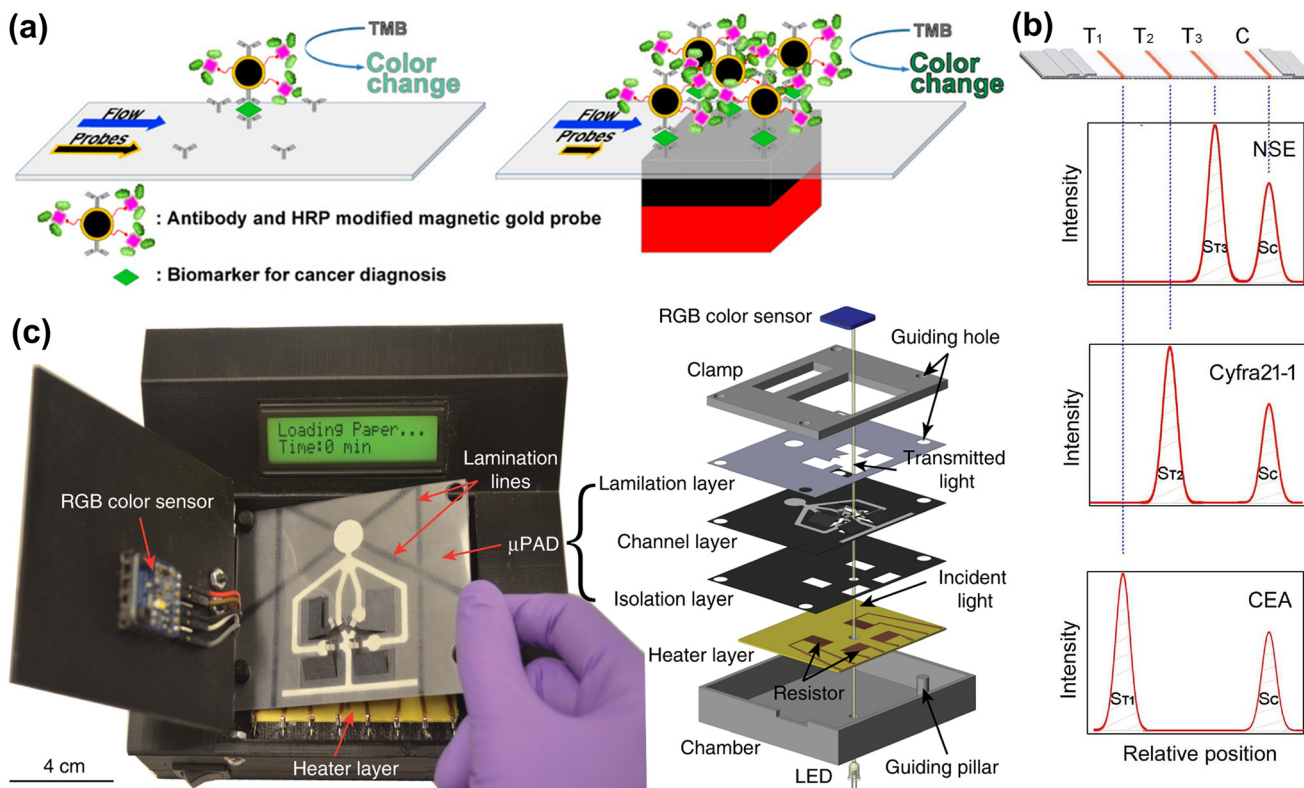 (a)
TMB
Color
change
Flow
Probes
TMB
Color
change
Flow
Probes
: Antibody and HRP modified magnetic gold probe
: Biomarker for cancer diagnosis
(b)
T1 T2 T3 C
Intensity
NSE
ST3
SC
Intensity
Cyfra21-1
ST2
SC
Intensity
CEA
ST1
SC
Relative position
(c)
Loading Paper...
Time:0 min
RGB color sensor
Lamination
lines
μPAD
Heater layer
4 cm
RGB color sensor
Guiding hole
Clamp
Transmitted
light
Lamilation layer
Channel layer
Isolation layer
Incident
light
Heater layer
Resistor
Chamber
LED
Guiding pillar